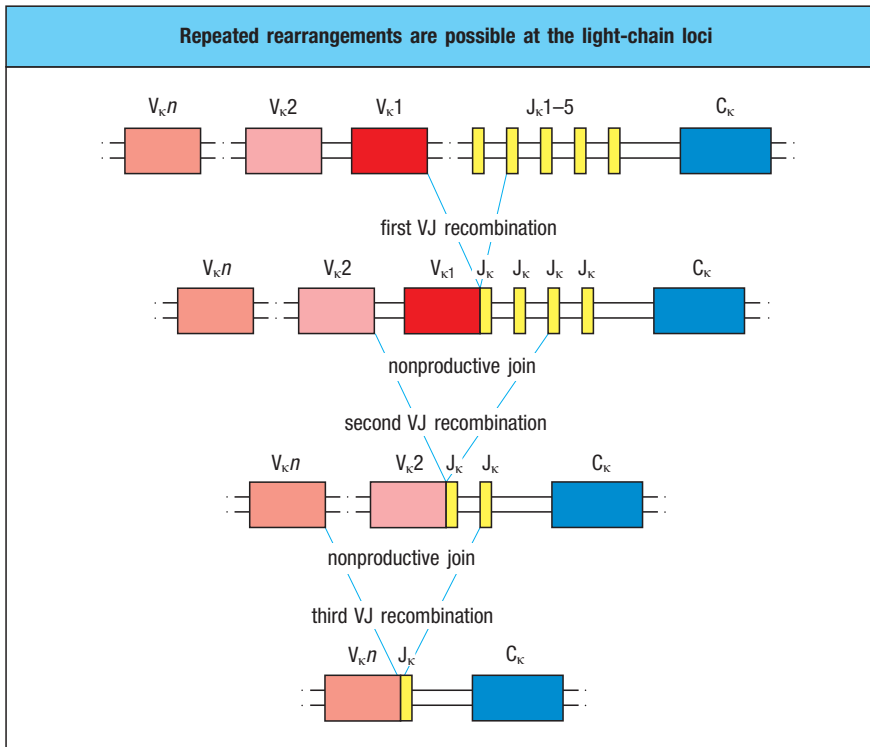 Repeated rearrangements are possible at the light-chain loci
Vκn Vκ2 Vκ1 Jκ1–5 Cκ
first VJ recombination
Vκn Vκ2 Vκ1 Jκ Jκ Jκ Jκ Cκ
nonproductive join
second VJ recombination
Vκn Vκ2 Jκ Jκ Cκ
nonproductive join
third VJ recombination
Vκn Jκ Cκ